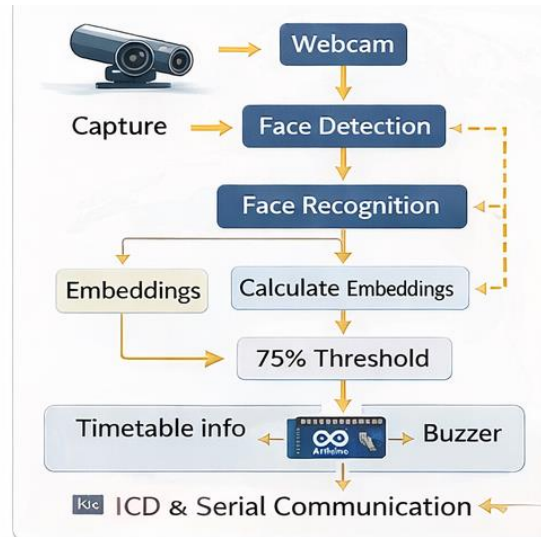 Webcam
Capture
Face Detection
Face Recognition
Embeddings
Calculate Embeddings
75% Threshold
Timetable info
Buzzer
ICD & Serial Communication